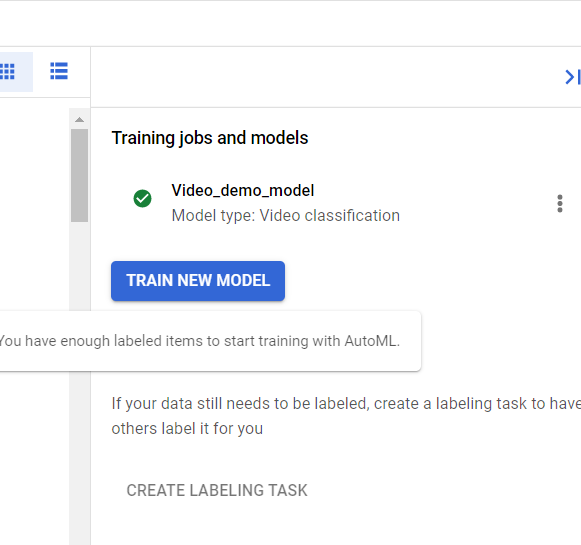 Training jobs and models
Video_demo_model
Model type: Video classification
TRAIN NEW MODEL
You have enough labeled items to start training with AutoML.
If your data still needs to be labeled, create a labeling task to have
others label it for you
CREATE LABELING TASK